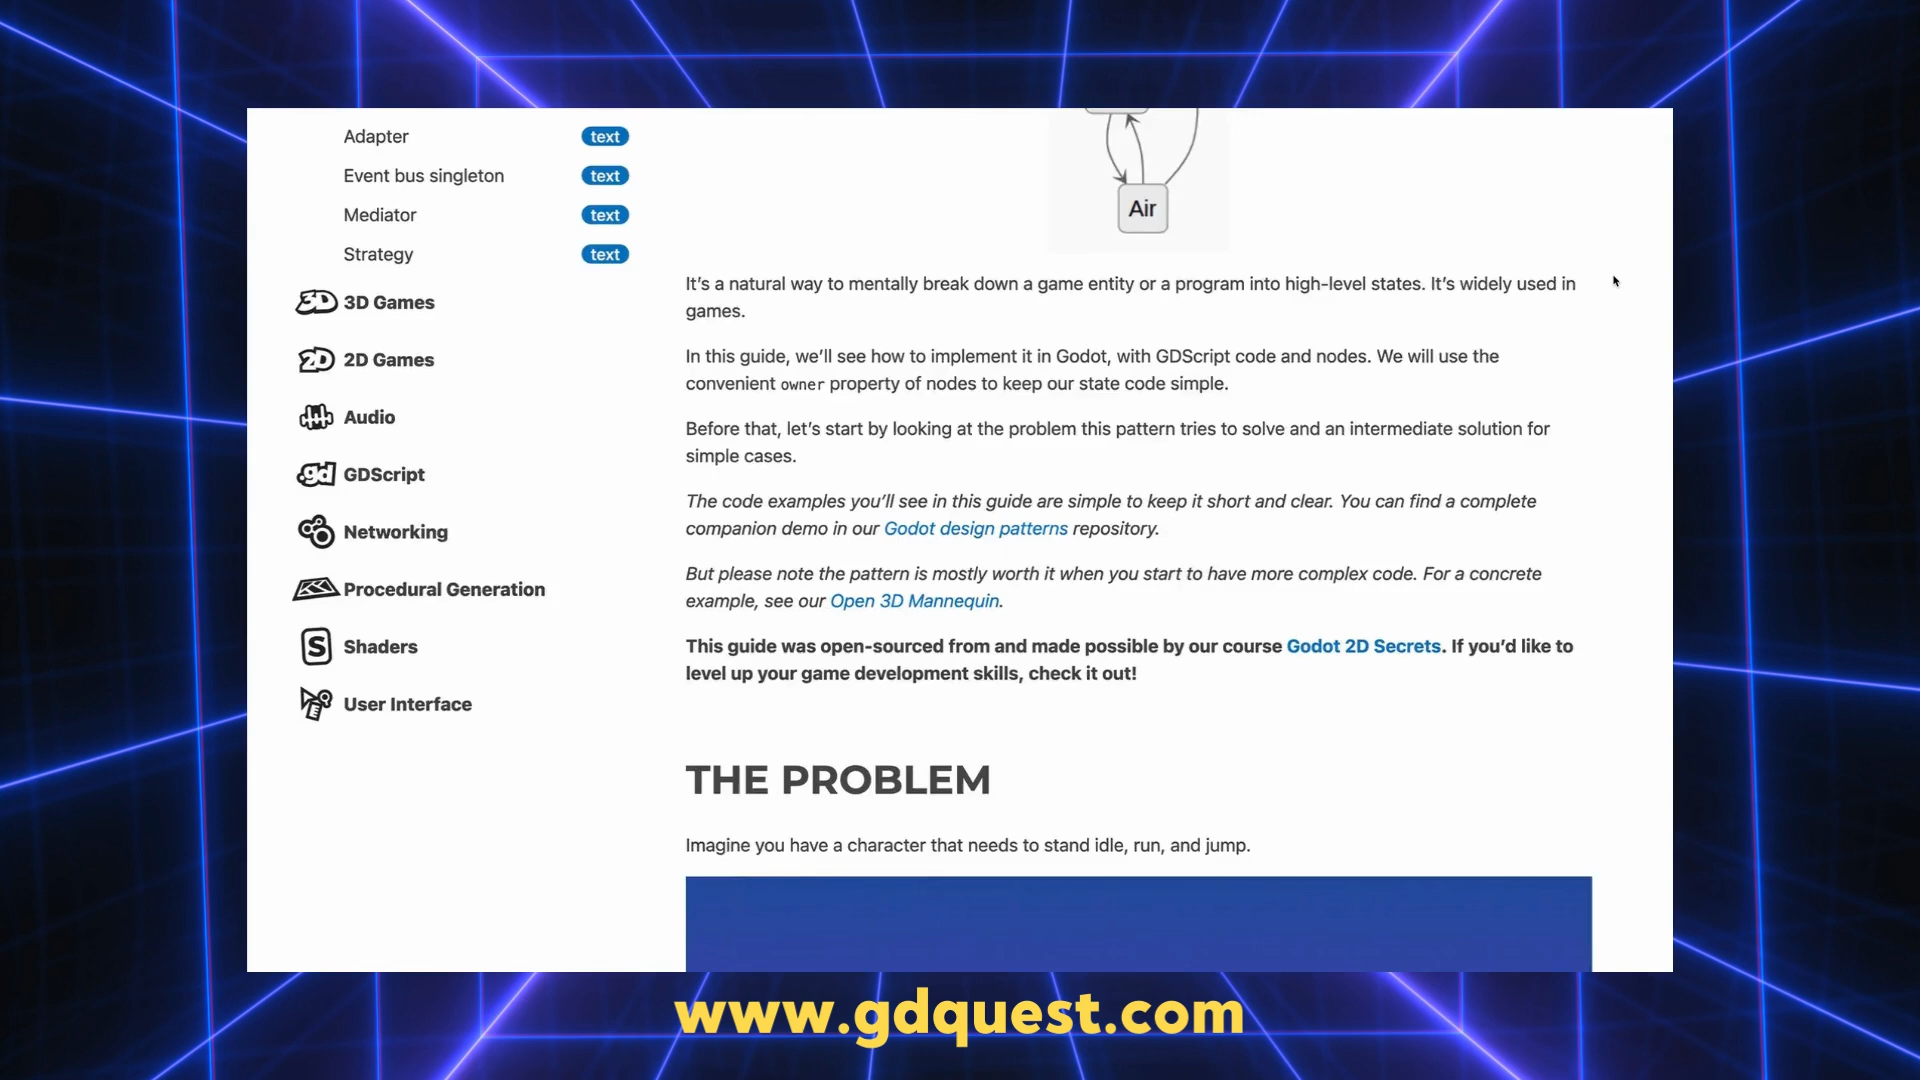 Adapter text
Event bus singleton text
Mediator text
Strategy text
3D 3D Games
2D 2D Games
Audio
.gd GDScript
Networking
Procedural Generation
S Shaders
User Interface
Air
It's a natural way to mentally break down a game entity or a program into high-level states. It's widely used in
games.
In this guide, we'll see how to implement it in Godot, with GDScript code and nodes. We will use the
convenient owner property of nodes to keep our state code simple.
Before that, let's start by looking at the problem this pattern tries to solve and an intermediate solution for
simple cases.
The code examples you'll see in this guide are simple to keep it short and clear. You can find a complete
companion demo in our Godot design patterns repository.
But please note the pattern is mostly worth it when you start to have more complex code. For a concrete
example, see our Open 3D Mannequin.
This guide was open-sourced from and made possible by our course Godot 2D Secrets. If you'd like to
level up your game development skills, check it out!
THE PROBLEM
Imagine you have a character that needs to stand idle, run, and jump.
www.gdquest.com